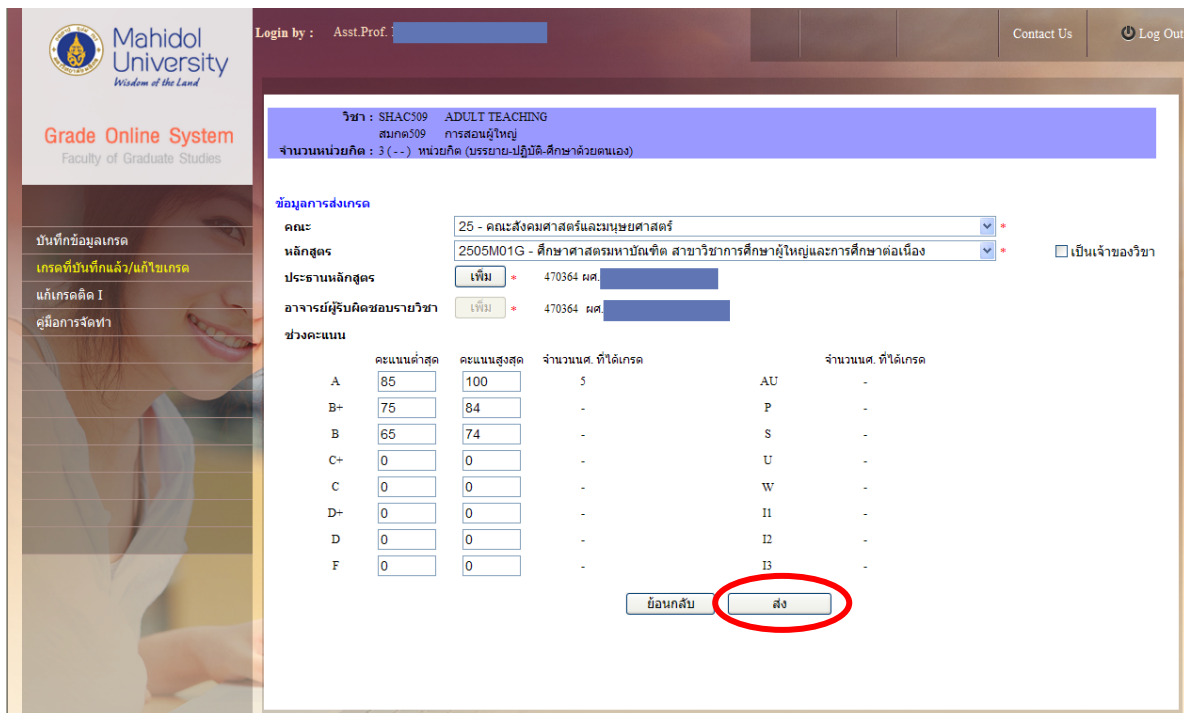 Mahidol
University
Wisdom of the Land
Grade Online System
Faculty of Graduate Studies
บันทึกข้อมูลเกรด
เกรดที่บันทึกแล้ว/แก้ไขเกรด
แก้เกรดติด I
คู่มือการจัดทำ
Login by : Asst.Prof.
Contact Us Log Out
วิชา : SHAC509 ADULT TEACHING
สมกต509 การสอนผู้ใหญ่
จำนวนหน่วยกิต : 3 (--) หน่วยกิต (บรรยาย-ปฏิบัติ-ศึกษาด้วยตนเอง)
ข้อมูลการส่งเกรด
คณะ 25 - คณะสังคมศาสตร์และมนุษยศาสตร์ *
หลักสูตร 2505M01G - ศึกษาศาสตรมหาบัณฑิต สาขาวิชาการศึกษาผู้ใหญ่และการศึกษาต่อเนื่อง * เป็นเจ้าของวิชา
ประธานหลักสูตร เพิ่ม * 470364 ผศ.
อาจารย์ผู้รับผิดชอบรายวิชา เพิ่ม * 470364 ผศ.
ช่วงคะแนน
คะแนนต่ำสุด คะแนนสูงสุด จำนวนนศ. ที่ได้เกรด จำนวนนศ. ที่ได้เกรด
A 85 100 5 AU -
B+ 75 84 - P -
B 65 74 - S -
C+ 0 0 - U -
C 0 0 - W -
D+ 0 0 - I1 -
D 0 0 - I2 -
F 0 0 - I3 -
ย้อนกลับ ส่ง